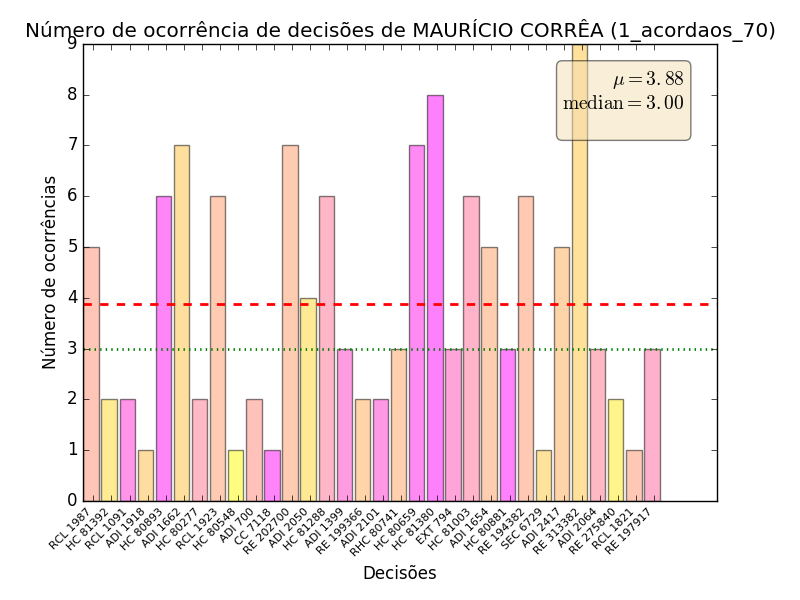 Número de ocorrência de decisões de MAURÍCIO CORRÊA (1_acordaos_70)
μ = 3.88
median = 3.00
Número de ocorrências
9
8
7
6
5
4
3
2
1
0
RCL 1987
HC 81392
RCL 1091
ADI 1918
HC 80893
ADI 1662
HC 80277
RCL 1923
HC 80548
ADI 700
CC 7118
RE 202700
ADI 2050
HC 81288
ADI 1399
RE 199366
ADI 2101
RHC 80741
HC 80659
HC 81380
EXT 794
HC 81003
ADI 1654
HC 80881
RE 194382
SEC 6729
ADI 2417
RE 313382
ADI 2064
RE 275840
RCL 1821
RE 197917
Decisões